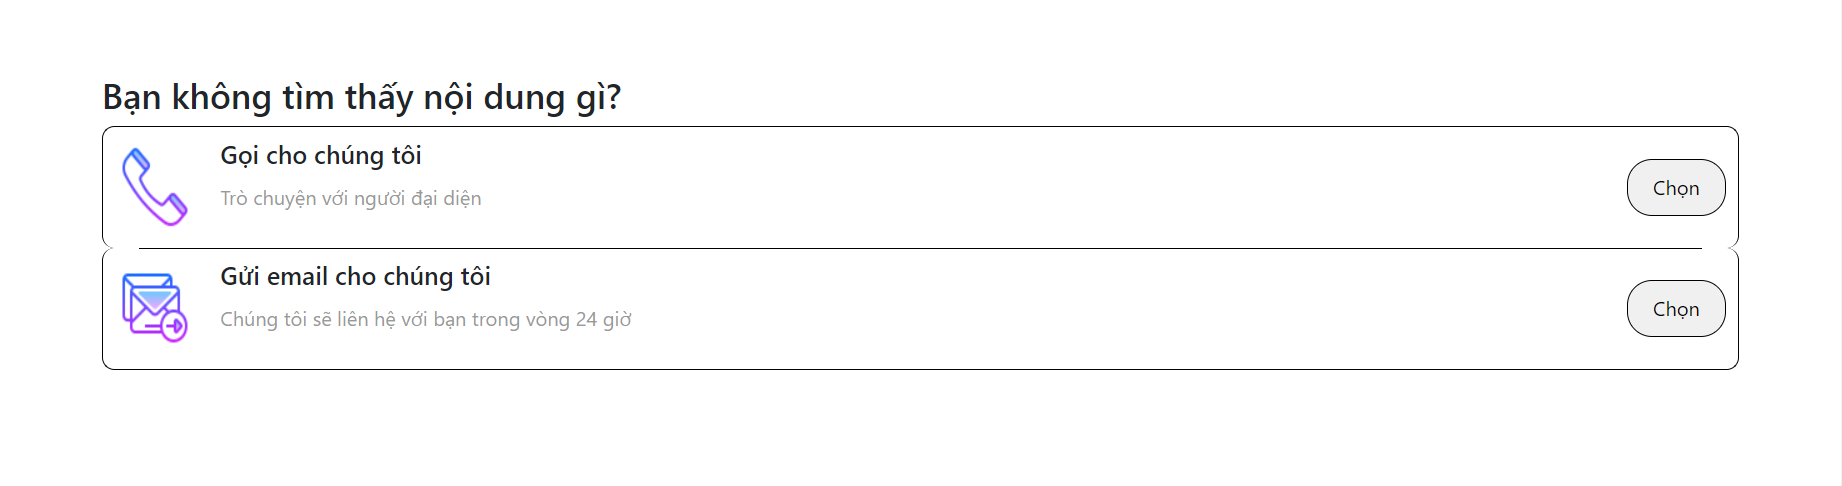 Bạn không tìm thấy nội dung gì?
Gọi cho chúng tôi
Trò chuyện với người đại diện
Chọn
Gửi email cho chúng tôi
Chúng tôi sẽ liên hệ với bạn trong vòng 24 giờ
Chọn